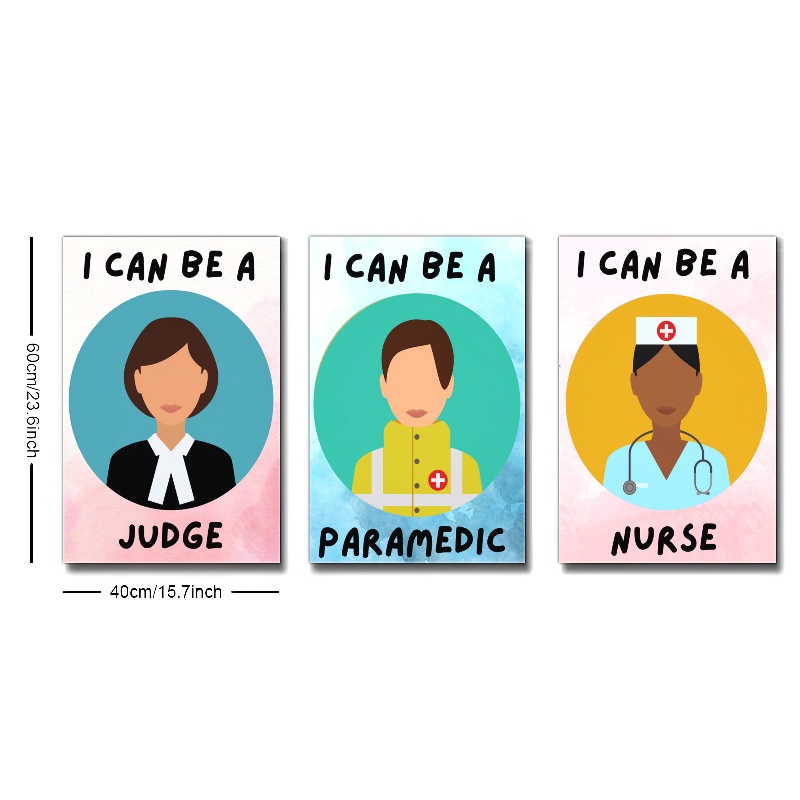 I CAN BE A
JUDGE
I CAN BE A
PARAMEDIC
I CAN BE A
NURSE
60cm/23.6inch
40cm/15.7inch